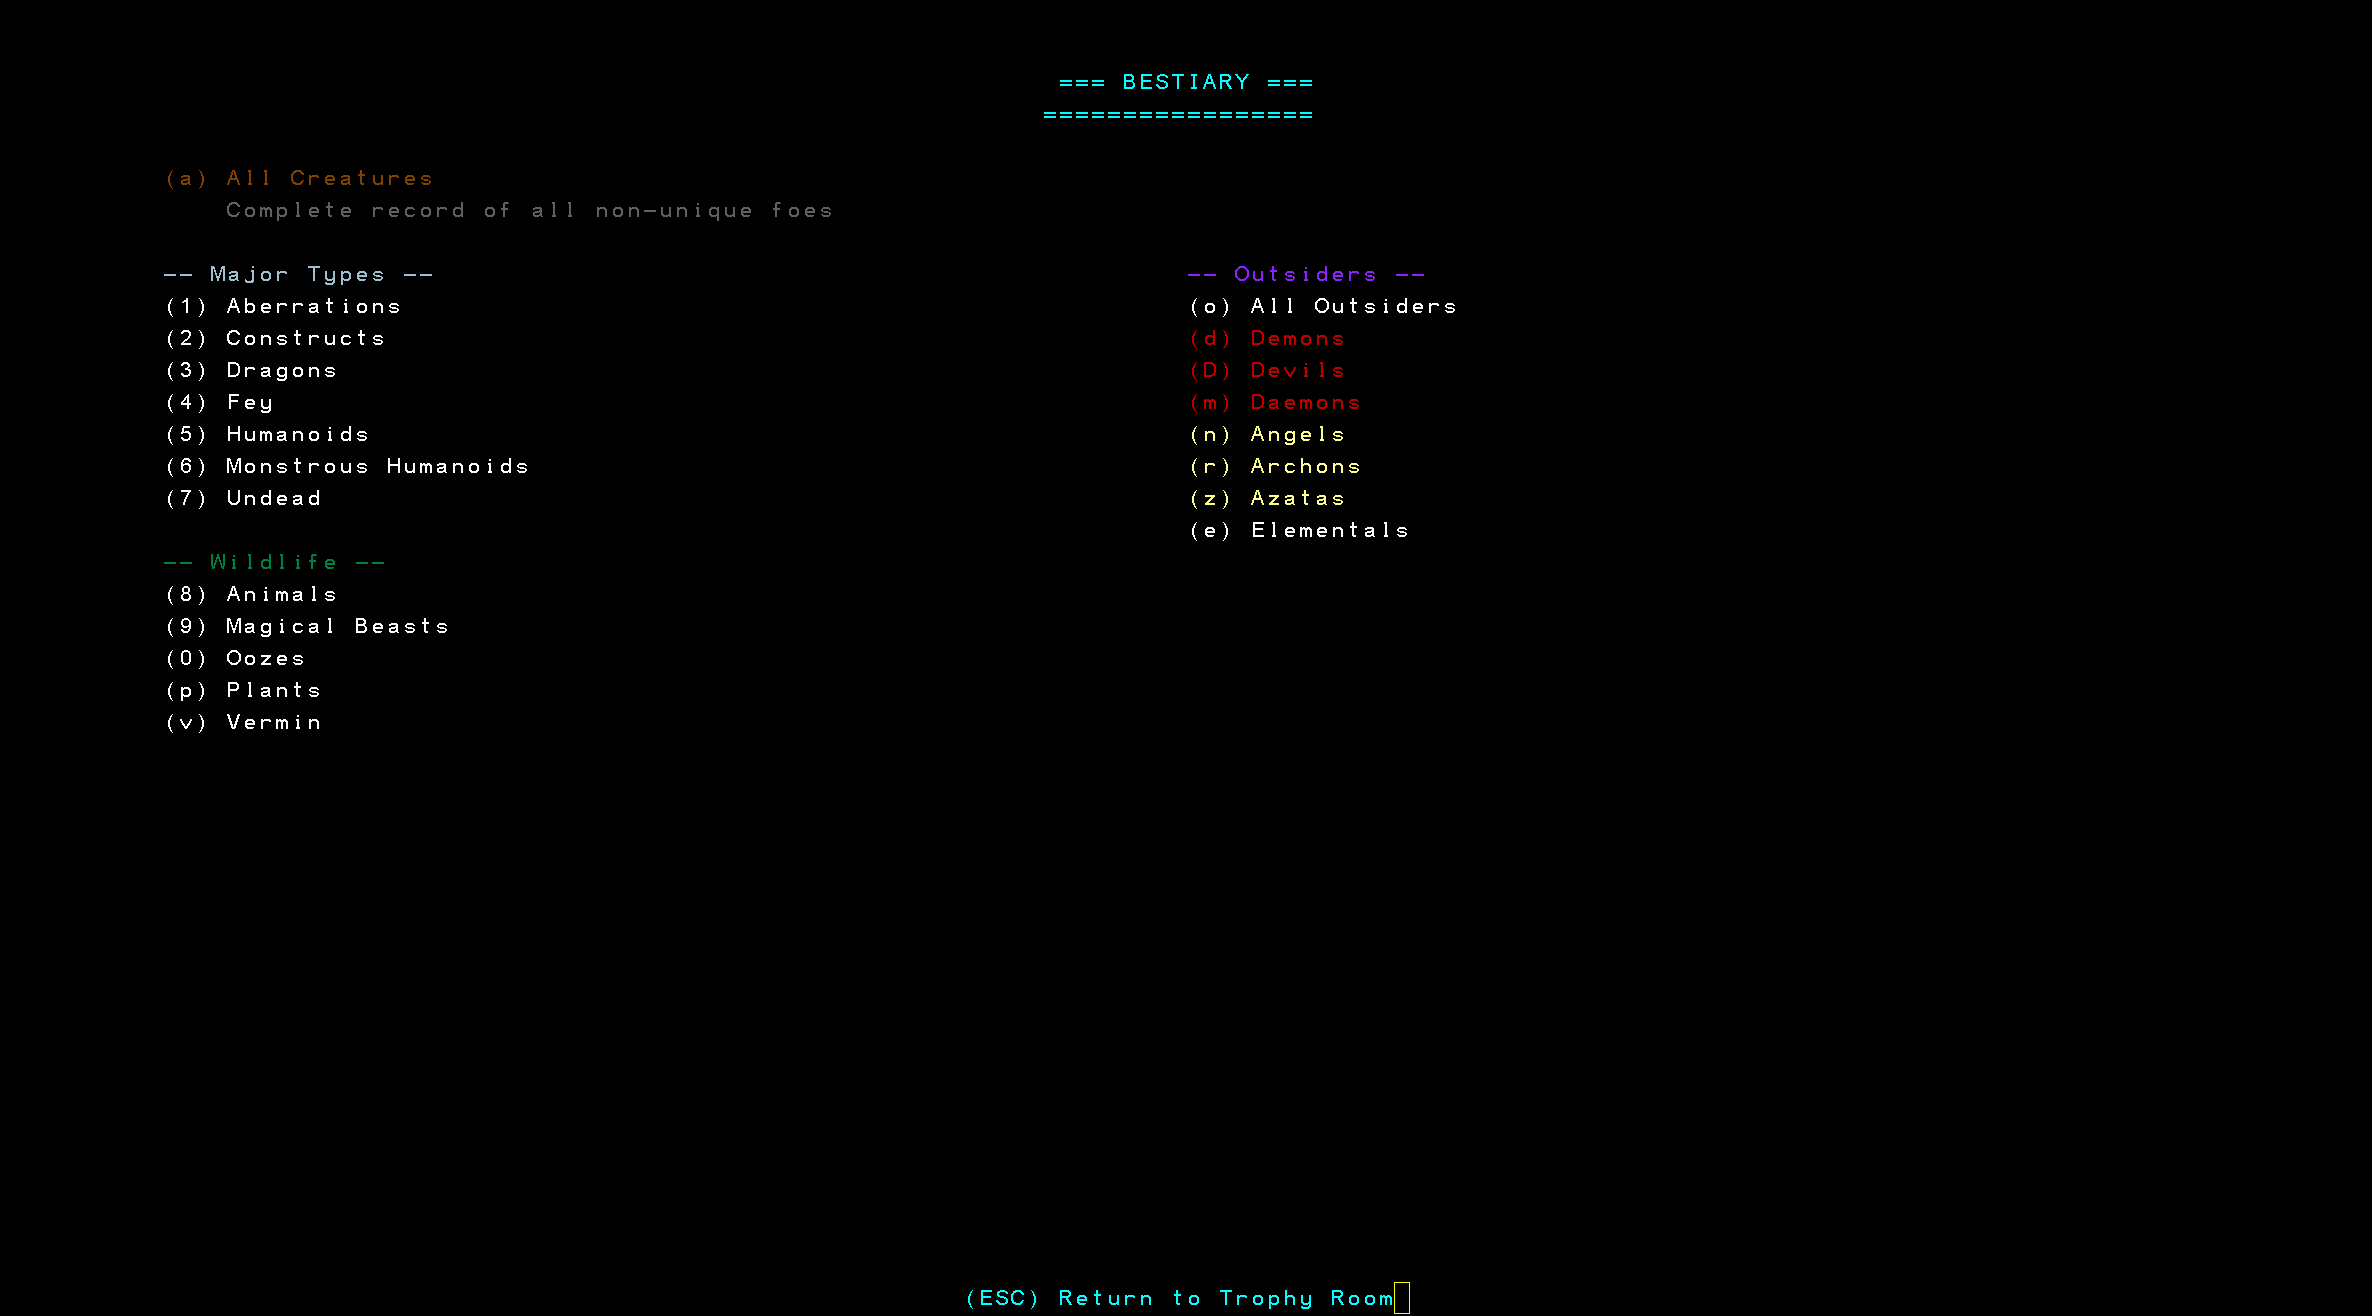 === BESTIARY ===
=================
(a) All Creatures
Complete record of all non-unique foes
-- Major Types --
(1) Aberrations
(2) Constructs
(3) Dragons
(4) Fey
(5) Humanoids
(6) Monstrous Humanoids
(7) Undead
-- Wildlife --
(8) Animals
(9) Magical Beasts
(0) Oozes
(p) Plants
(v) Vermin
-- Outsiders --
(o) All Outsiders
(d) Demons
(D) Devils
(m) Daemons
(n) Angels
(r) Archons
(z) Azatas
(e) Elementals
(ESC) Return to Trophy Room